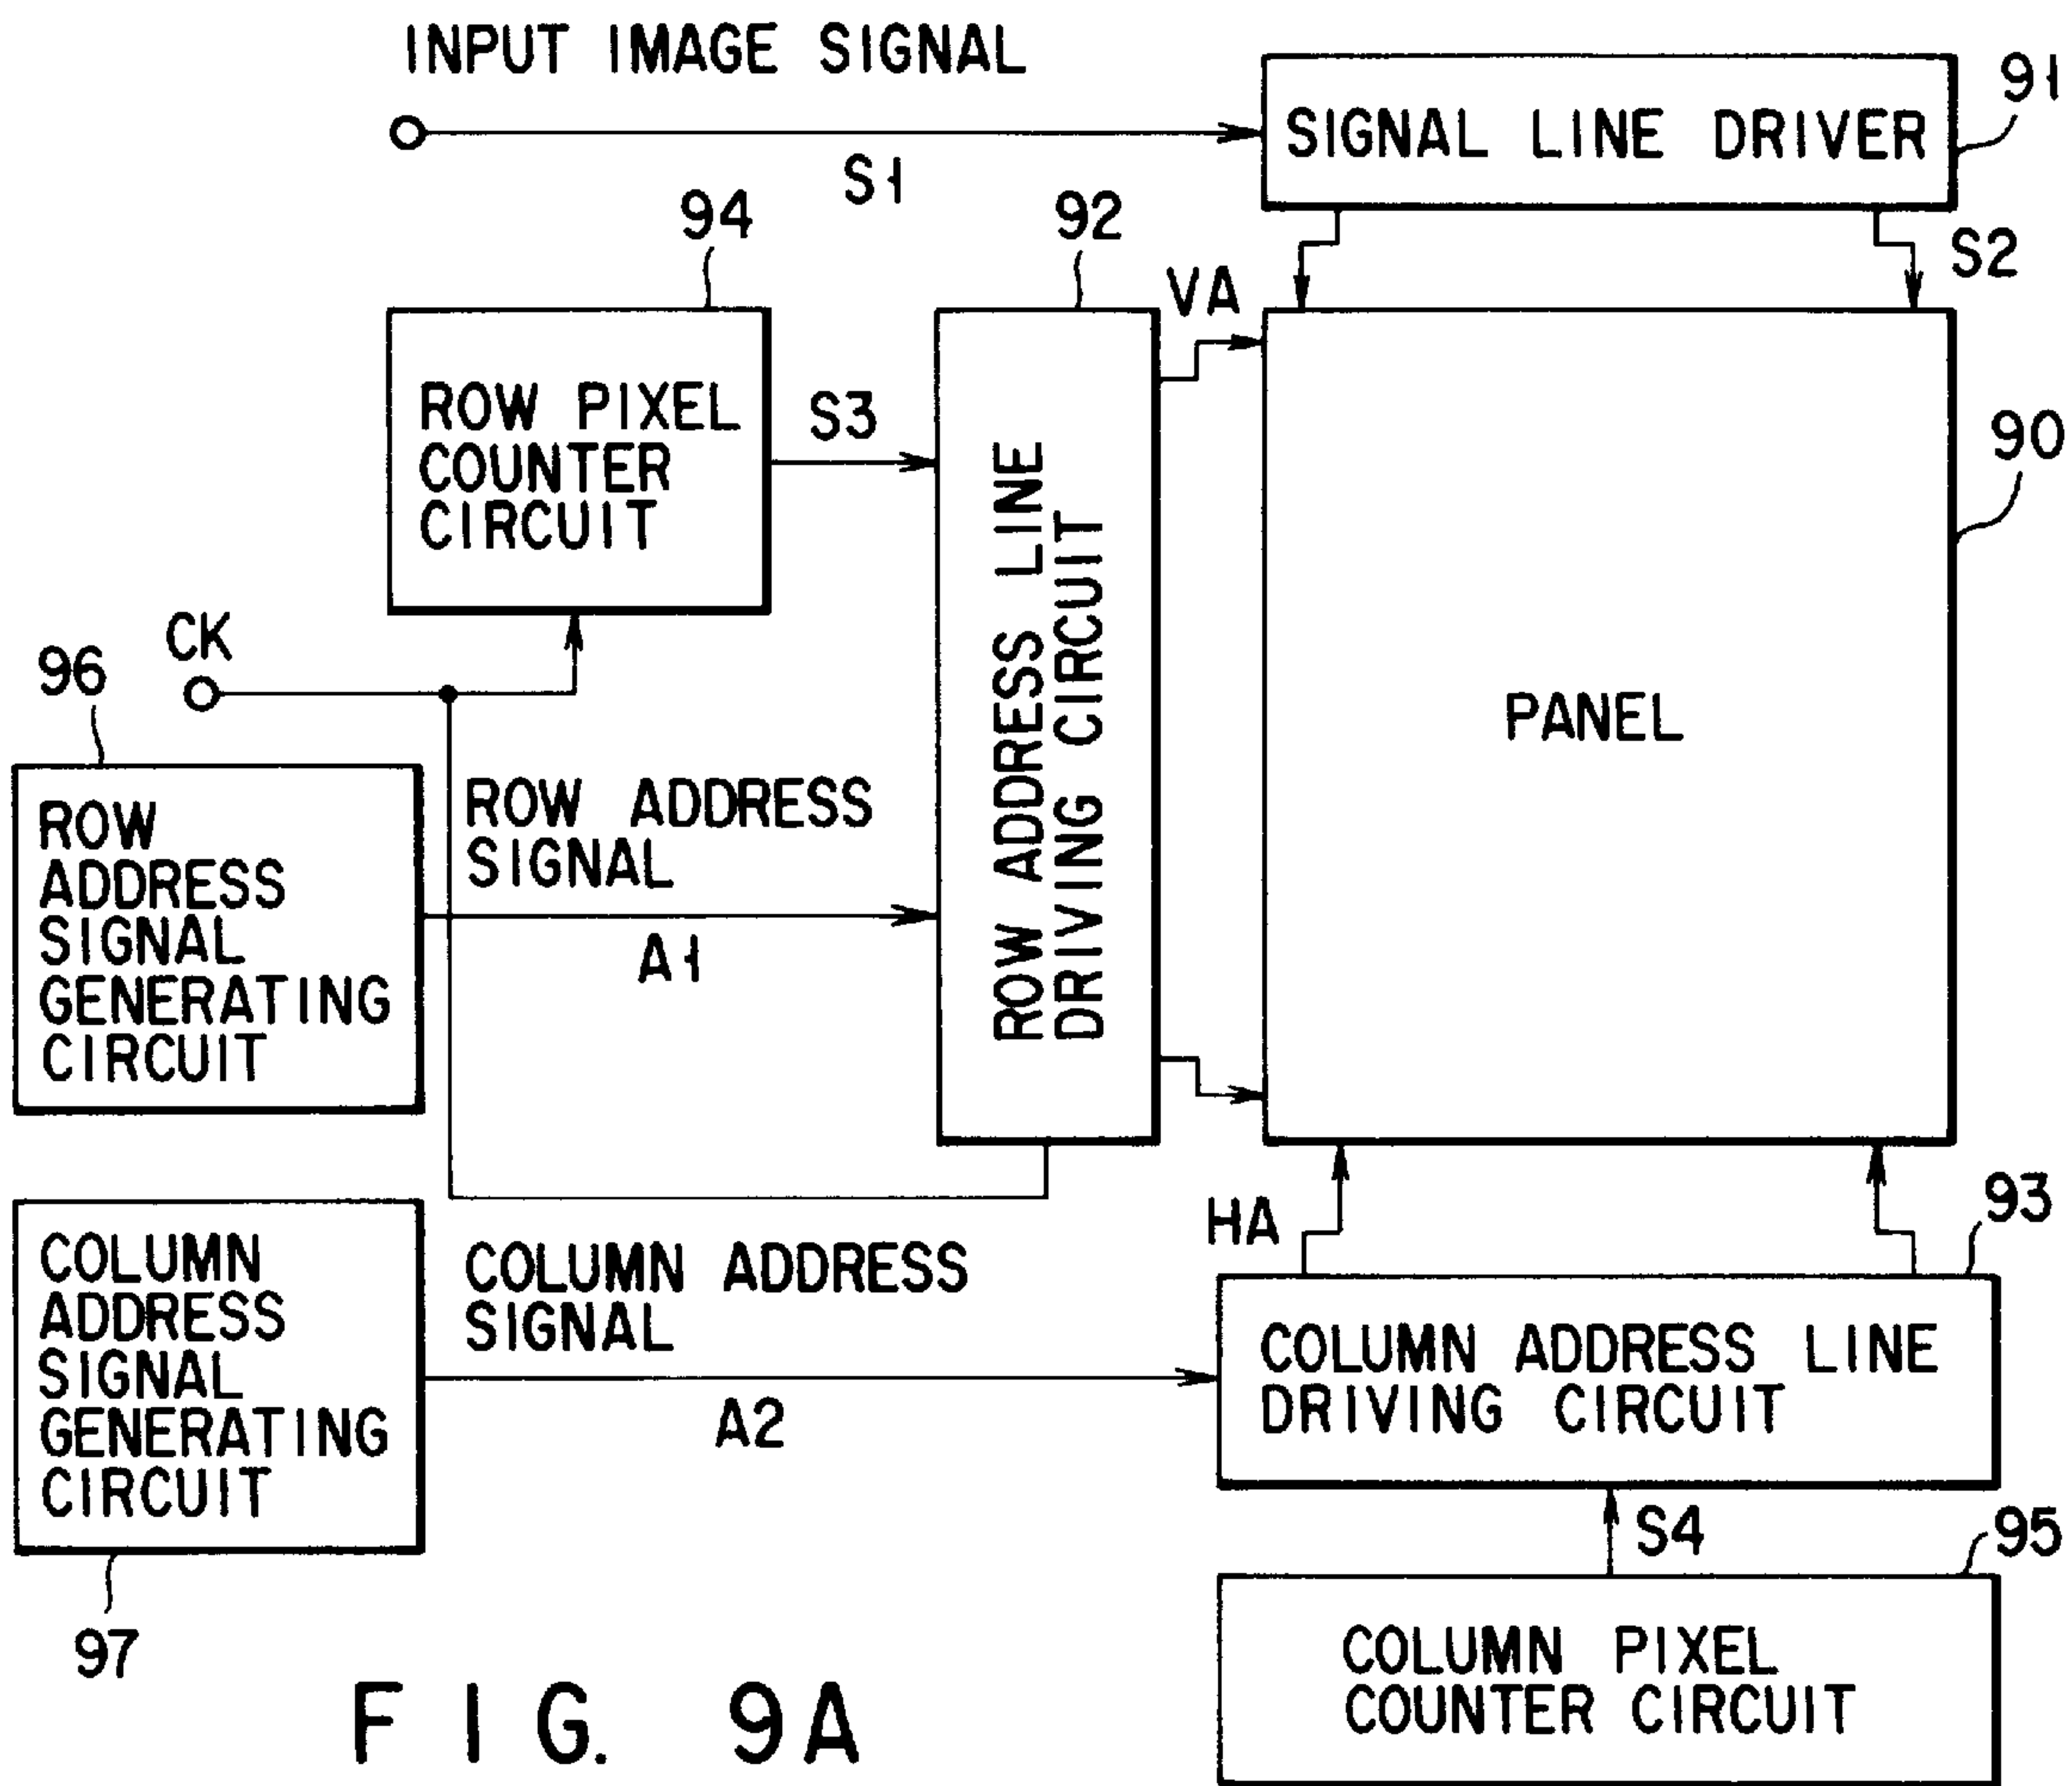 INPUT IMAGE SIGNAL
S1
SIGNAL LINE DRIVER
91
S2
94
92
VA
ROW PIXEL
COUNTER
CIRCUIT
S3
ROW ADDRESS LINE
DRIVING CIRCUIT
90
PANEL
CK
96
ROW
ADDRESS
SIGNAL
GENERATING
CIRCUIT
ROW ADDRESS
SIGNAL
A1
COLUMN
ADDRESS
SIGNAL
GENERATING
CIRCUIT
97
COLUMN ADDRESS
SIGNAL
A2
HA
93
COLUMN ADDRESS LINE
DRIVING CIRCUIT
S4
95
COLUMN PIXEL
COUNTER CIRCUIT
FIG. 9A